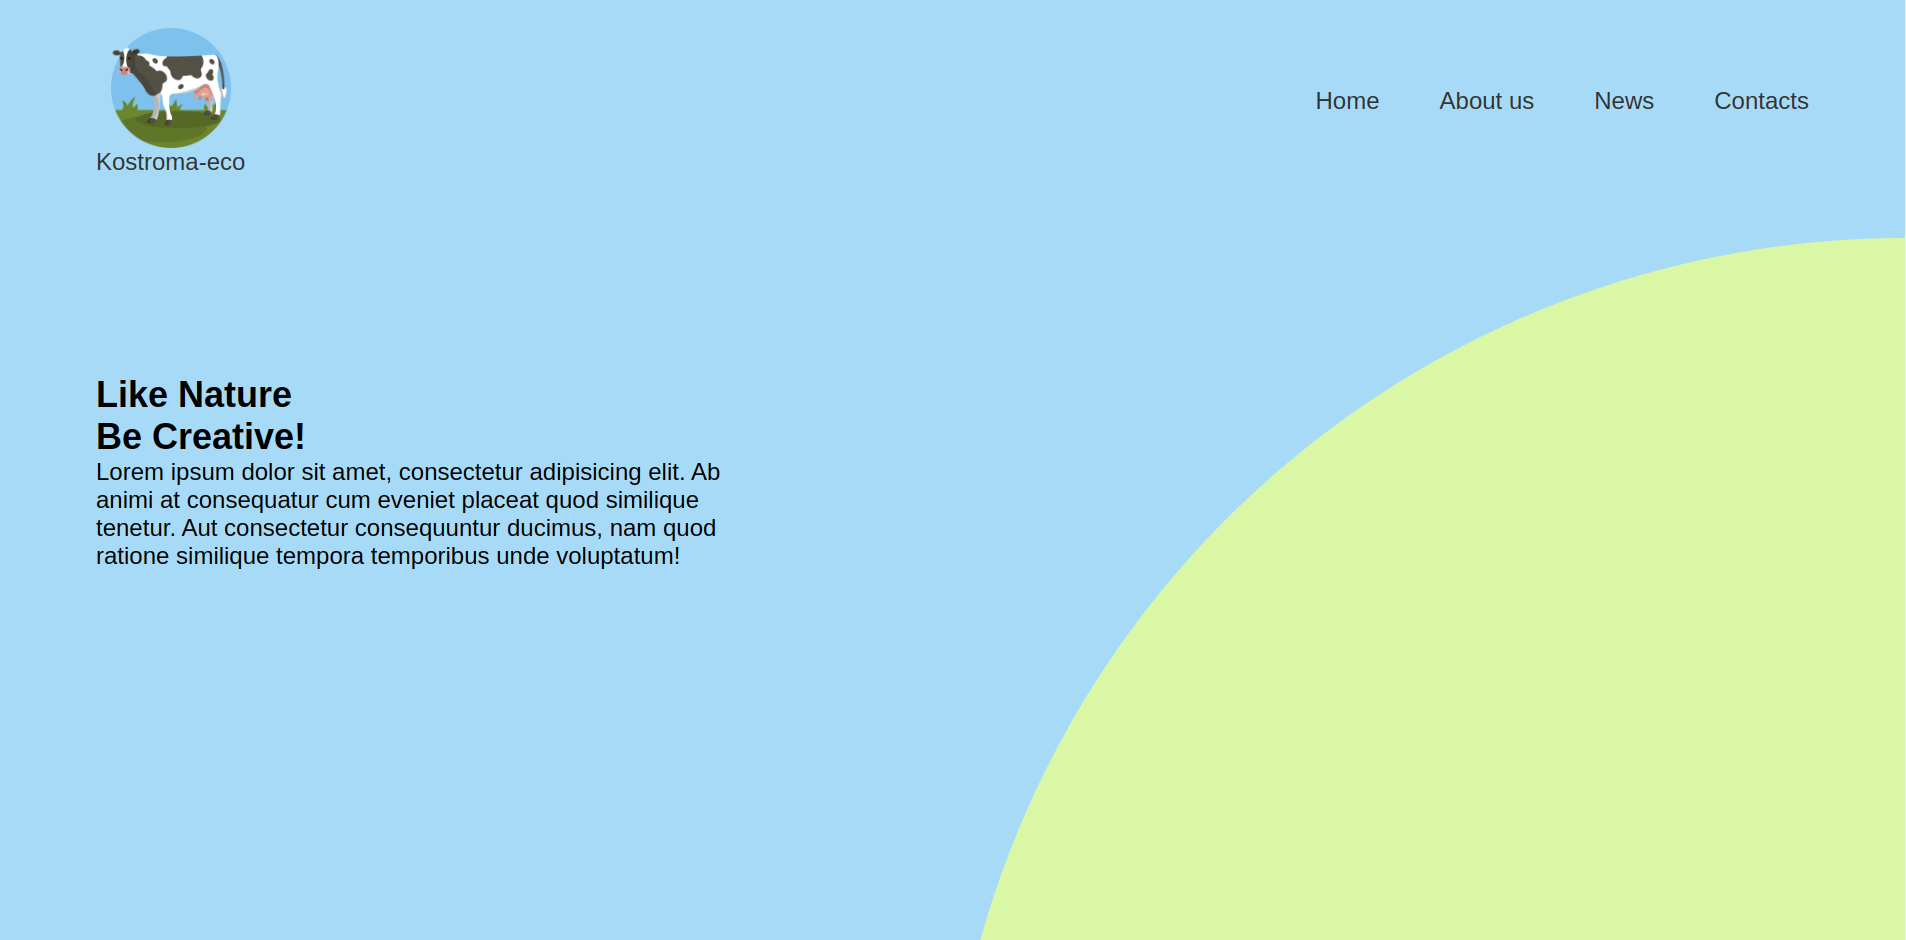 Kostroma-eco
Home
About us
News
Contacts
Like Nature
Be Creative!
Lorem ipsum dolor sit amet, consectetur adipisicing elit. Ab
animi at consequatur cum eveniet placeat quod similique
tenetur. Aut consectetur consequuntur ducimus, nam quod
ratione similique tempora temporibus unde voluptatum!